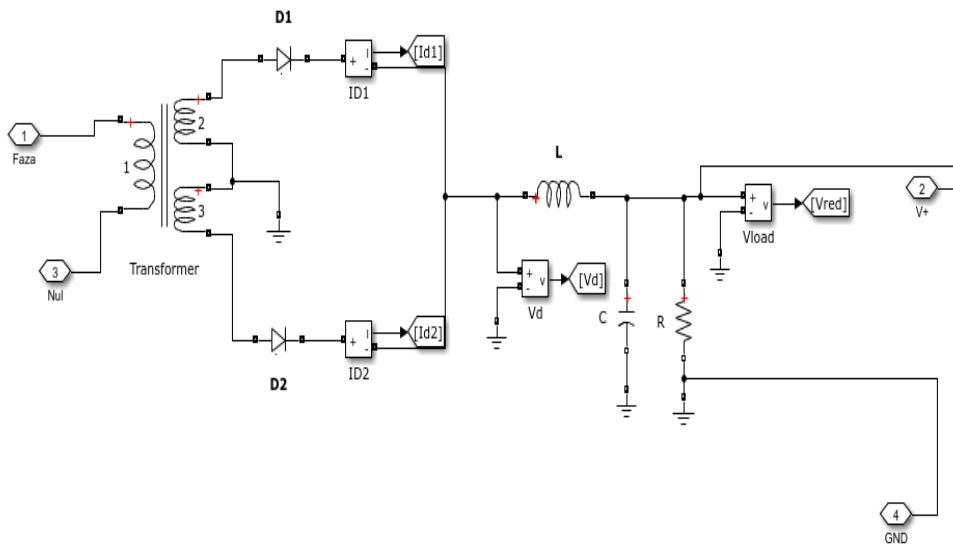 D1
[Id1]
+
I
-
ID1
+
2
1
Faza
1
+
3
3
Nul
Transformer
D2
[Id2]
+
I
-
ID2
L
+
+
-
v
[Vd]
Vd
C
+
R
+
+
-
v
[Vred]
Vload
2
V+
4
GND